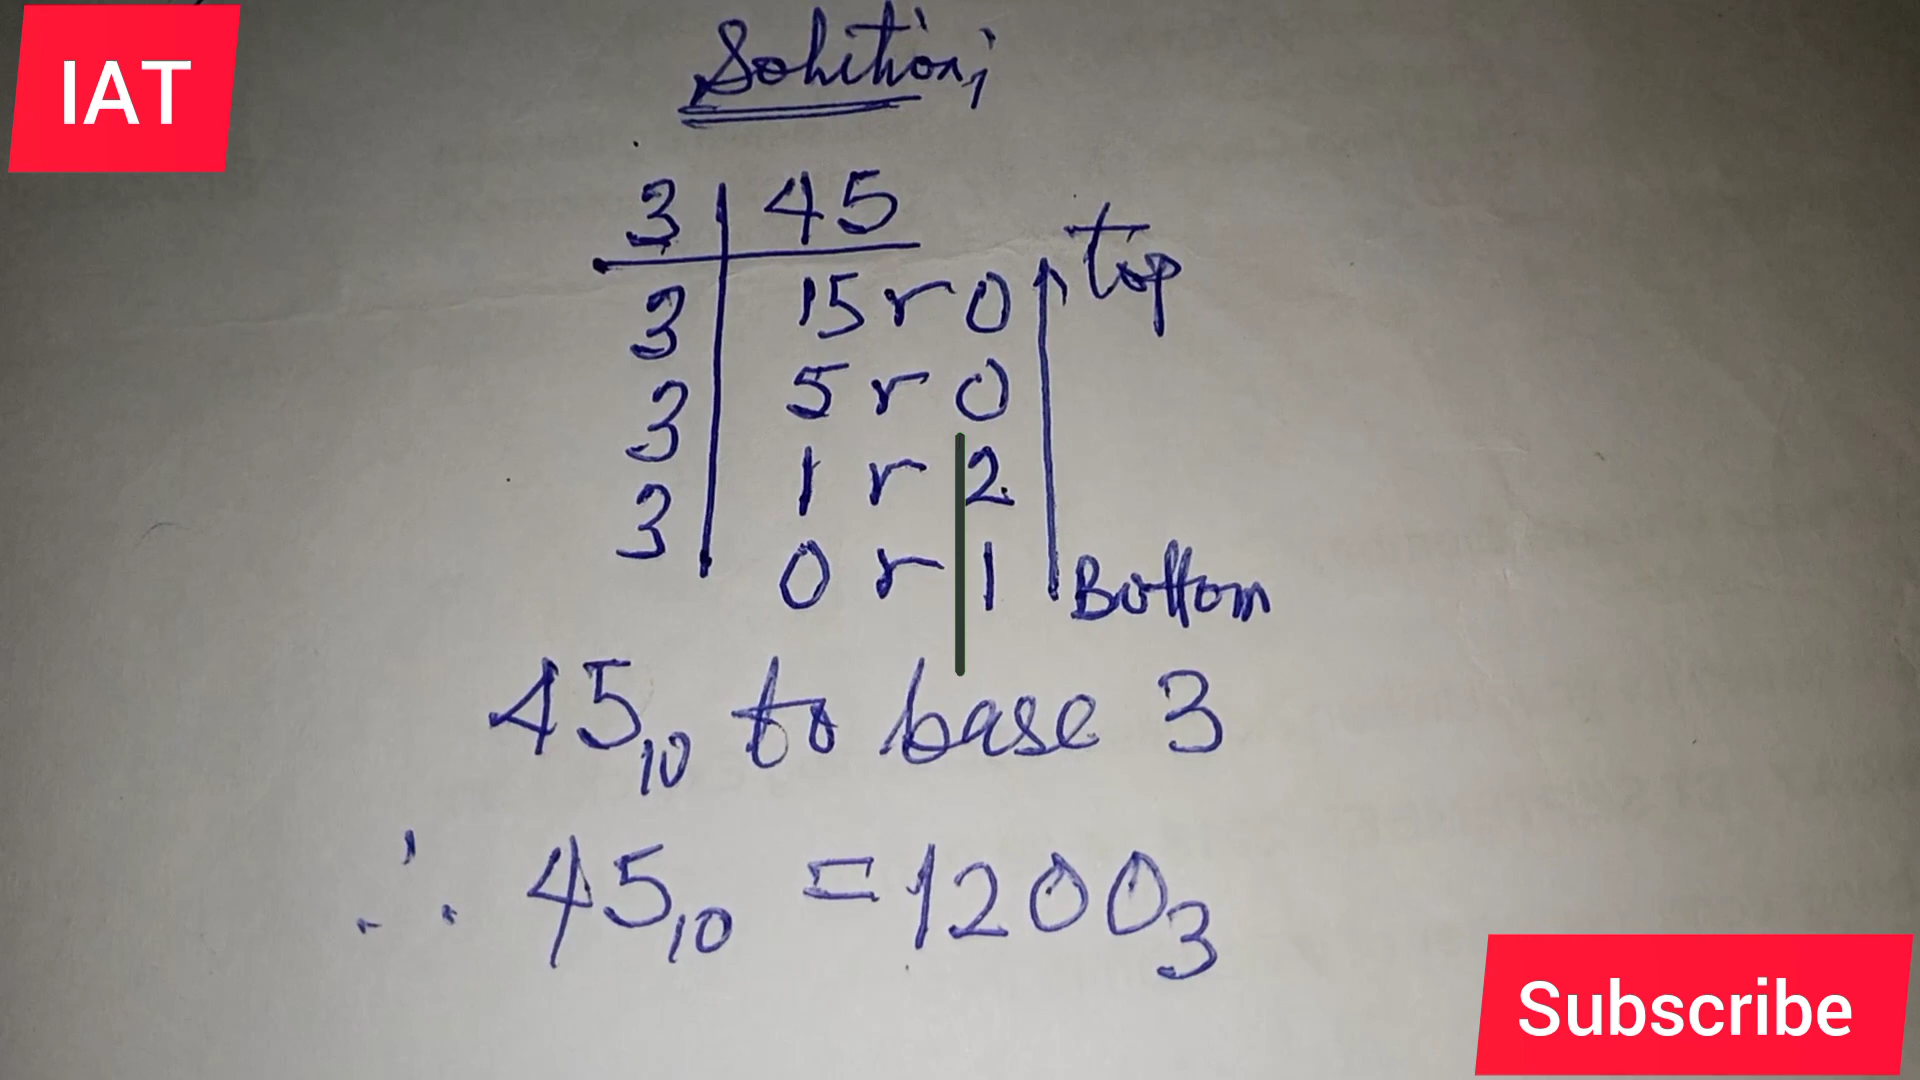 IAT
Solution;
3 | 45
3 | 15 r 0 top
3 | 5 r 0
3 | 1 r 2
0 r 1 Bottom
45₁₀ to base 3
∴ 45₁₀ = 1200₃
Subscribe